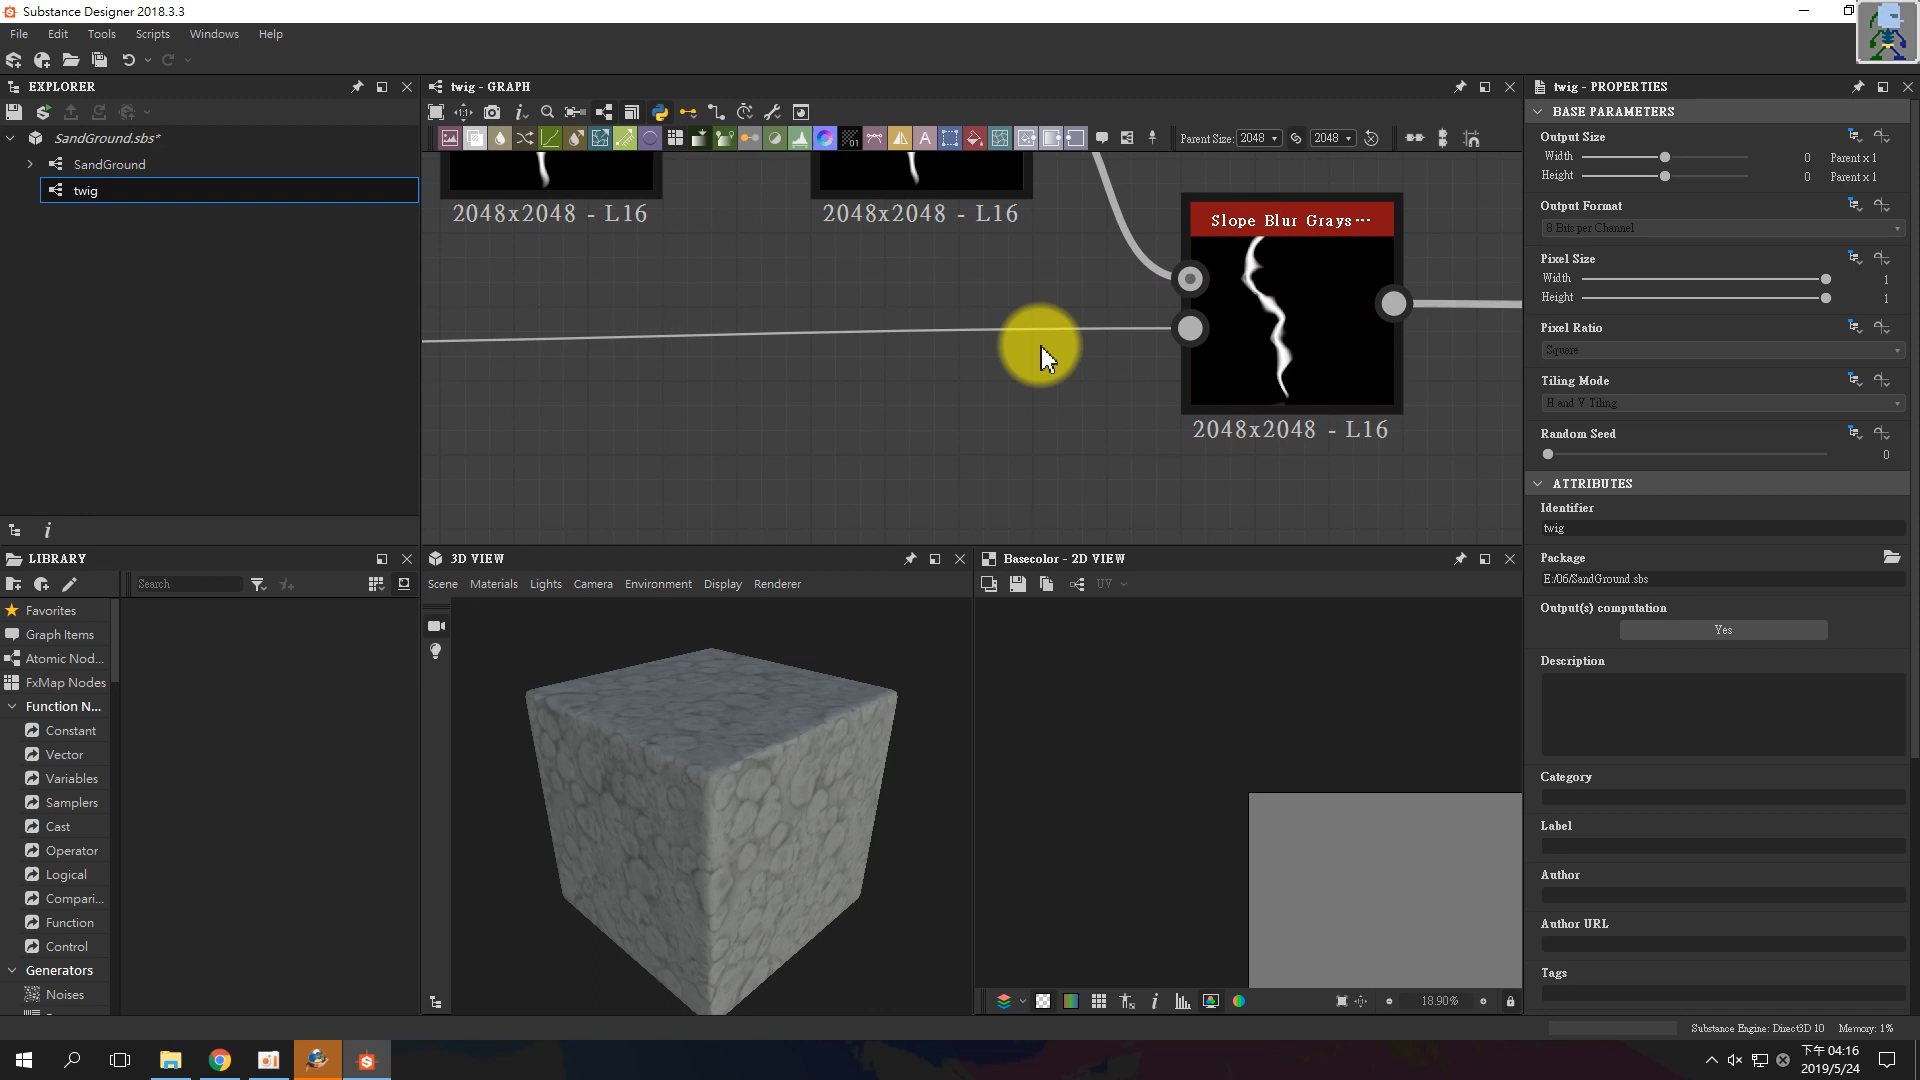 Substance Designer 2018.3.3
File Edit Tools Scripts Windows Help
EXPLORER
SandGround.sbs*
SandGround
twig
twig - GRAPH
Parent Size: 2048 2048
2048x2048 - L16
2048x2048 - L16
Slope Blur Grays···
2048x2048 - L16
LIBRARY
Search
Favorites
Graph Items
Atomic Nod...
FxMap Nodes
Function N...
Constant
Vector
Variables
Samplers
Cast
Operator
Logical
Compari...
Function
Control
Generators
Noises
3D VIEW
Scene Materials Lights Camera Environment Display Renderer
Basecolor - 2D VIEW
UV
18.90%
twig - PROPERTIES
BASE PARAMETERS
Output Size
Width 0 Parent x 1
Height 0 Parent x 1
Output Format
8 Bits per Channel
Pixel Size
Width 1
Height 1
Pixel Ratio
Square
Tiling Mode
H and V Tiling
Random Seed
0
ATTRIBUTES
Identifier
twig
Package
E:/06/SandGround.sbs
Output(s) computation
Yes
Description
Category
Label
Author
Author URL
Tags
Substance Engine: Direct3D 10 Memory: 1%
下午 04:16
2019/5/24